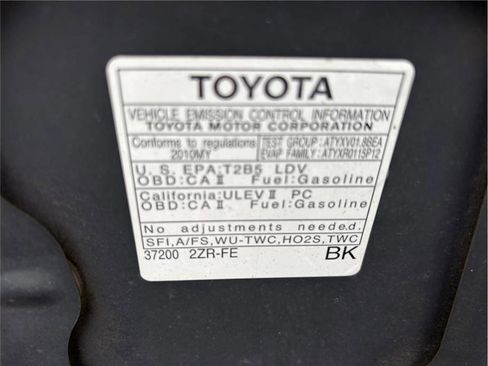 TOYOTA
VEHICLE EMISSION CONTROL INFORMATION
TOYOTA MOTOR CORPORATION
Conforms to regulations 2010MY
TEST GROUP : ATYXV01.8BEA
EVAP. FAMILY : ATYXR0115P12
U. S. EPA:T2B5 LDV
OBD:CAⅡ Fuel:Gasoline
California:ULEVⅡ PC
OBD:CAⅡ Fuel:Gasoline
No adjustments needed.
SFI,A/FS,WU-TWC,HO2S,TWC
37200 2ZR-FE BK